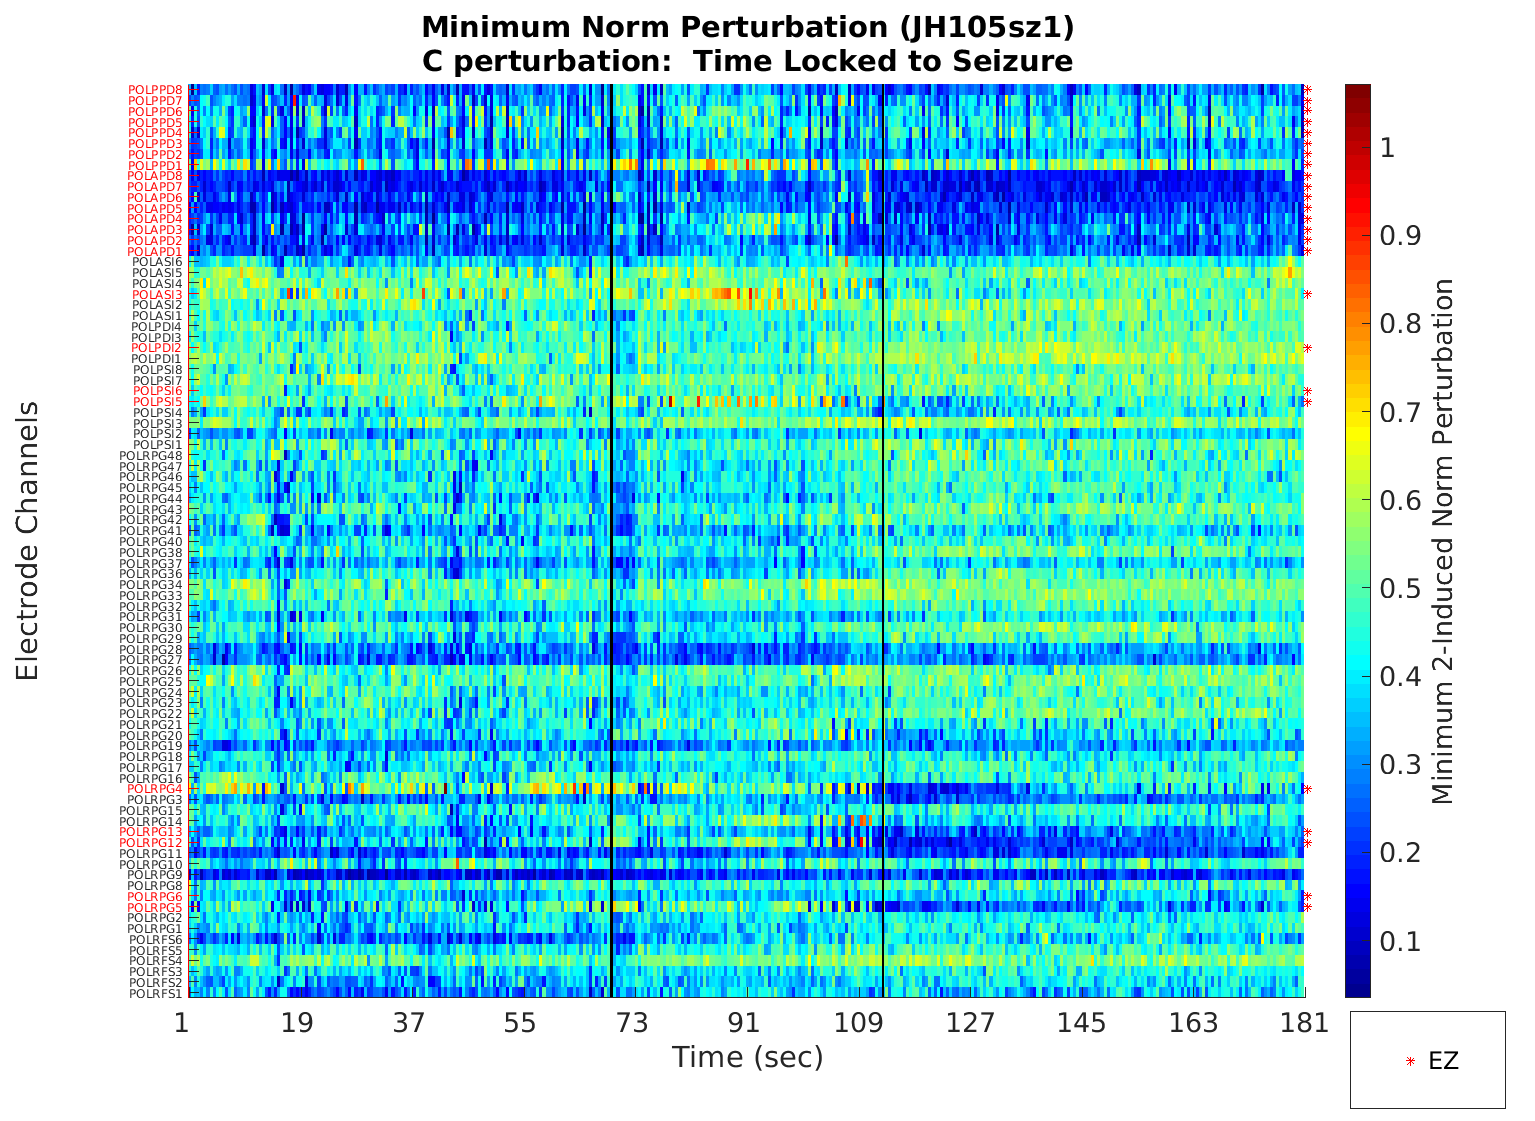 Minimum Norm Perturbation (JH105sz1)
C perturbation:  Time Locked to Seizure
Electrode Channels
POLPPD8
POLPPD7
POLPPD6
POLPPD5
POLPPD4
POLPPD3
POLPPD2
POLPPD1
POLAPD8
POLAPD7
POLAPD6
POLAPD5
POLAPD4
POLAPD3
POLAPD2
POLAPD1
POLASI6
POLASI5
POLASI4
POLASI3
POLASI2
POLASI1
POLPDI4
POLPDI3
POLPDI2
POLPDI1
POLPSI8
POLPSI7
POLPSI6
POLPSI5
POLPSI4
POLPSI3
POLPSI2
POLPSI1
POLRPG48
POLRPG47
POLRPG46
POLRPG45
POLRPG44
POLRPG43
POLRPG42
POLRPG41
POLRPG40
POLRPG38
POLRPG37
POLRPG36
POLRPG34
POLRPG33
POLRPG32
POLRPG31
POLRPG30
POLRPG29
POLRPG28
POLRPG27
POLRPG26
POLRPG25
POLRPG24
POLRPG23
POLRPG22
POLRPG21
POLRPG20
POLRPG19
POLRPG18
POLRPG17
POLRPG16
POLRPG4
POLRPG3
POLRPG15
POLRPG14
POLRPG13
POLRPG12
POLRPG11
POLRPG10
POLRPG9
POLRPG8
POLRPG6
POLRPG5
POLRPG2
POLRPG1
POLRFS6
POLRFS5
POLRFS4
POLRFS3
POLRFS2
POLRFS1
1 19 37 55 73 91 109 127 145 163 181
Time (sec)
1
0.9
0.8
0.7
0.6
0.5
0.4
0.3
0.2
0.1
Minimum 2-Induced Norm Perturbation
EZ